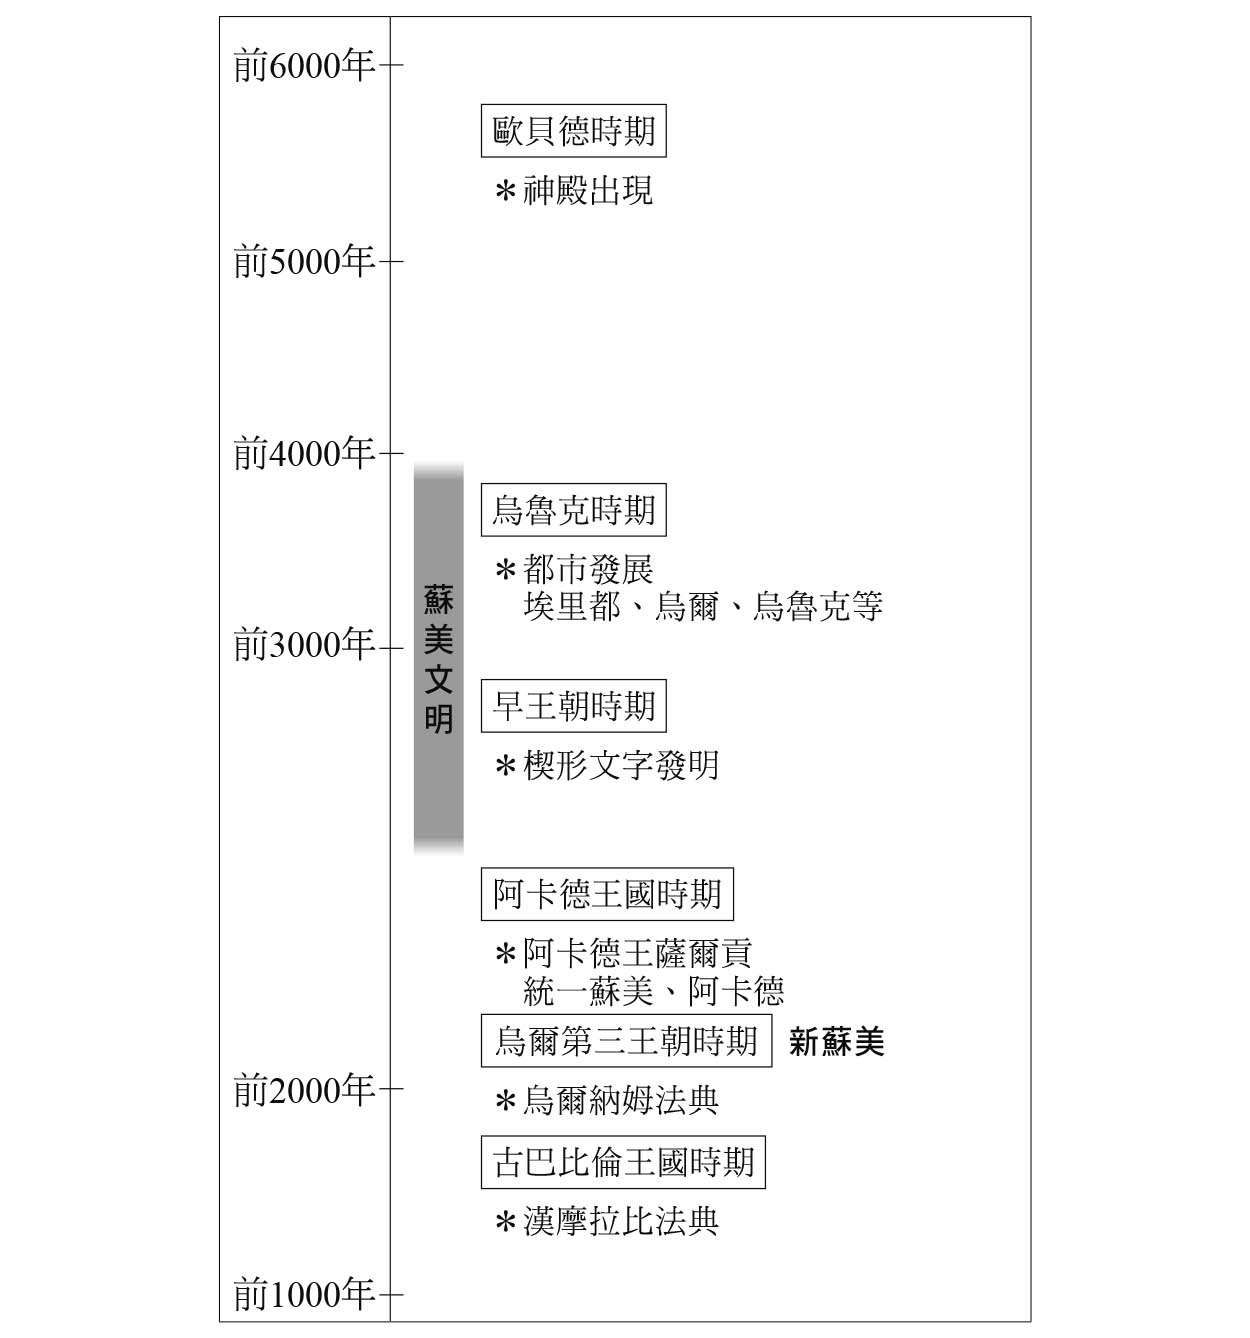 前6000年
歐貝德時期
＊神殿出現
前5000年
前4000年
烏魯克時期
＊都市發展
埃里都、烏爾、烏魯克等
蘇美文明
前3000年
早王朝時期
＊楔形文字發明
阿卡德王國時期
＊阿卡德王薩爾貢
統一蘇美、阿卡德
烏爾第三王朝時期 新蘇美
前2000年
＊烏爾納姆法典
古巴比倫王國時期
＊漢摩拉比法典
前1000年